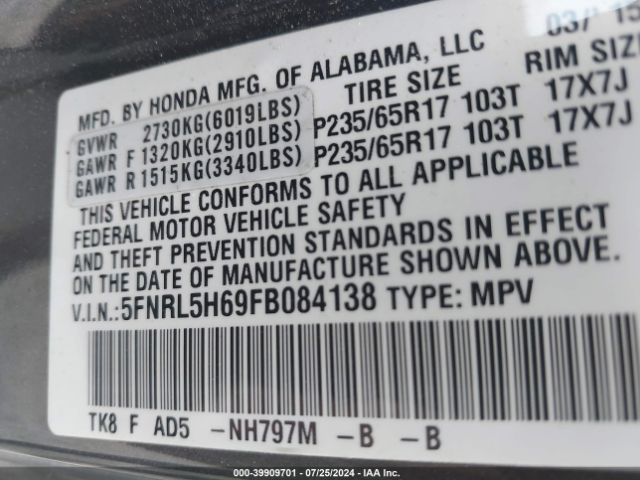 MFD. BY HONDA MFG. OF ALABAMA, LLC 03/ 15
TIRE SIZE RIM SIZE
GVWR 2730KG(6019LBS)
GAWR F 1320KG(2910LBS) P235/65R17 103T 17X7J
GAWR R 1515KG(3340LBS) P235/65R17 103T 17X7J
THIS VEHICLE CONFORMS TO ALL APPLICABLE
FEDERAL MOTOR VEHICLE SAFETY
AND THEFT PREVENTION STANDARDS IN EFFECT
ON THE DATE OF MANUFACTURE SHOWN ABOVE.
V.I.N.:5FNRL5H69FB084138 TYPE: MPV
TK8 F AD5 -NH797M -B -B
000-39909701 - 07/25/2024 - IAA Inc.